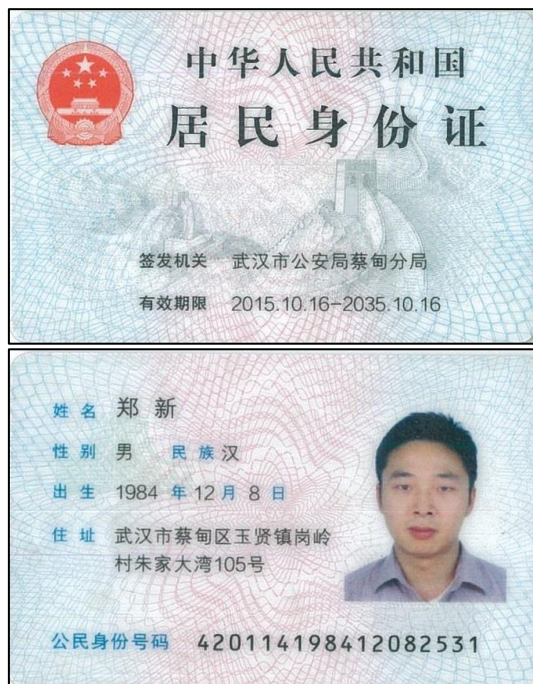 中华人民共和国
居民身份证
签发机关 武汉市公安局蔡甸分局
有效期限 2015.10.16-2035.10.16
姓名 郑新
性别 男 民族 汉
出生 1984 年 12 月 8 日
住址 武汉市蔡甸区玉贤镇岗岭
村朱家大湾105号
公民身份号码 420114198412082531